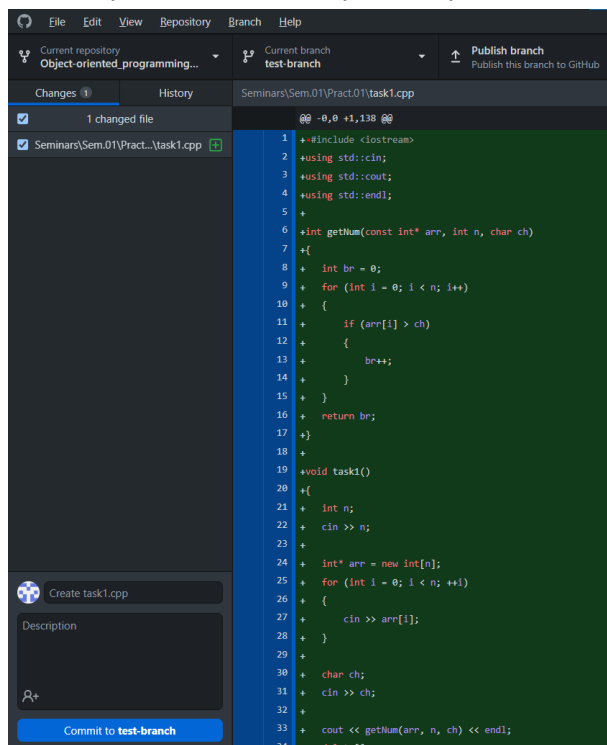 File Edit View Repository Branch Help
Current repository
Object-oriented_programming...
Current branch
test-branch
Publish branch
Publish this branch to GitHub
Changes 1 History
Seminars\Sem.01\Pract.01\task1.cpp
1 changed file
Seminars\Sem.01\Pract...\task1.cpp
@@ -0,0 +1,138 @@
1 +#include <iostream>
2 +using std::cin;
3 +using std::cout;
4 +using std::endl;
5 +
6 +int getNum(const int* arr, int n, char ch)
7 +{
8 + int br = 0;
9 + for (int i = 0; i < n; i++)
10 + {
11 + if (arr[i] > ch)
12 + {
13 + br++;
14 + }
15 + }
16 + return br;
17 +}
18 +
19 +void task1()
20 +{
21 + int n;
22 + cin >> n;
23 +
24 + int* arr = new int[n];
25 + for (int i = 0; i < n; ++i)
26 + {
27 + cin >> arr[i];
28 + }
29 +
30 + char ch;
31 + cin >> ch;
32 +
33 + cout << getNum(arr, n, ch) << endl;
Create task1.cpp
Description
Commit to test-branch